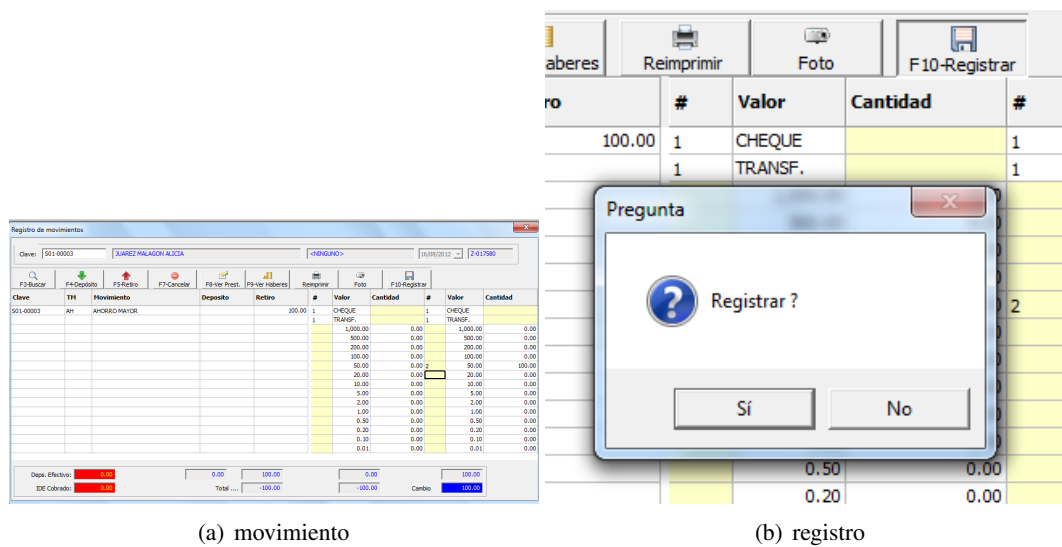 Registro de movimientos
Clave: S01-00003 JUAREZ MALAGON ALICIA <NINGUNO> 16/08/2012 Z-017580
F3-Buscar F4-Depósito F5-Retiro F7-Cancelar F8-Ver Prest. F9-Ver Haberes Reimprimir Foto F10-Registrar
Clave TM Movimiento Deposito Retiro # Valor Cantidad # Valor Cantidad
S01-00003 AH AHORRO MAYOR 100.00 1 CHEQUE 1 CHEQUE
1 TRANSF. 1 TRANSF.
1,000.00 0.00 1,000.00 0.00
500.00 0.00 500.00 0.00
200.00 0.00 200.00 0.00
100.00 0.00 100.00 0.00
50.00 0.00 2 50.00 100.00
20.00 0.00 20.00 0.00
10.00 0.00 10.00 0.00
5.00 0.00 5.00 0.00
2.00 0.00 2.00 0.00
1.00 0.00 1.00 0.00
0.50 0.00 0.50 0.00
0.20 0.00 0.20 0.00
0.10 0.00 0.10 0.00
0.01 0.00 0.01 0.00
Deps. Efectivo: 0.00 0.00 100.00 0.00 100.00
IDE Cobrado: 0.00 Total .... -100.00 -100.00 Cambio 100.00
(a) movimiento
aberes Reimprimir Foto F10-Registrar
ro # Valor Cantidad #
100.00 1 CHEQUE 1
1 TRANSF. 1
Pregunta
Registrar ?
2
Sí No
0.50 0.00
0.20 0.00
(b) registro